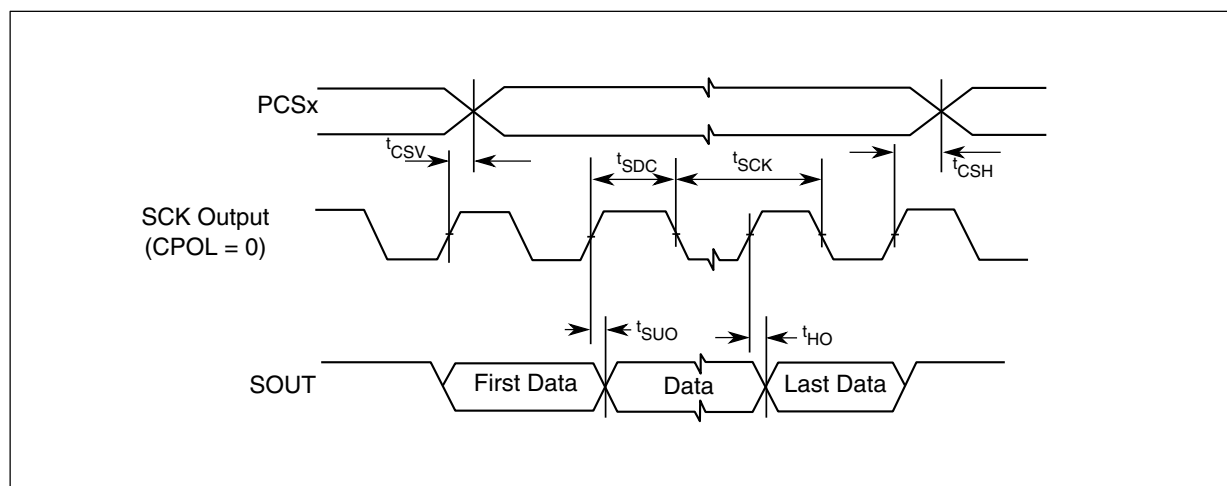 PCSx
tCSV
tSDC
tSCK
tCSH
SCK Output
(CPOL = 0)
tSUO
tHO
SOUT
First Data
Data
Last Data